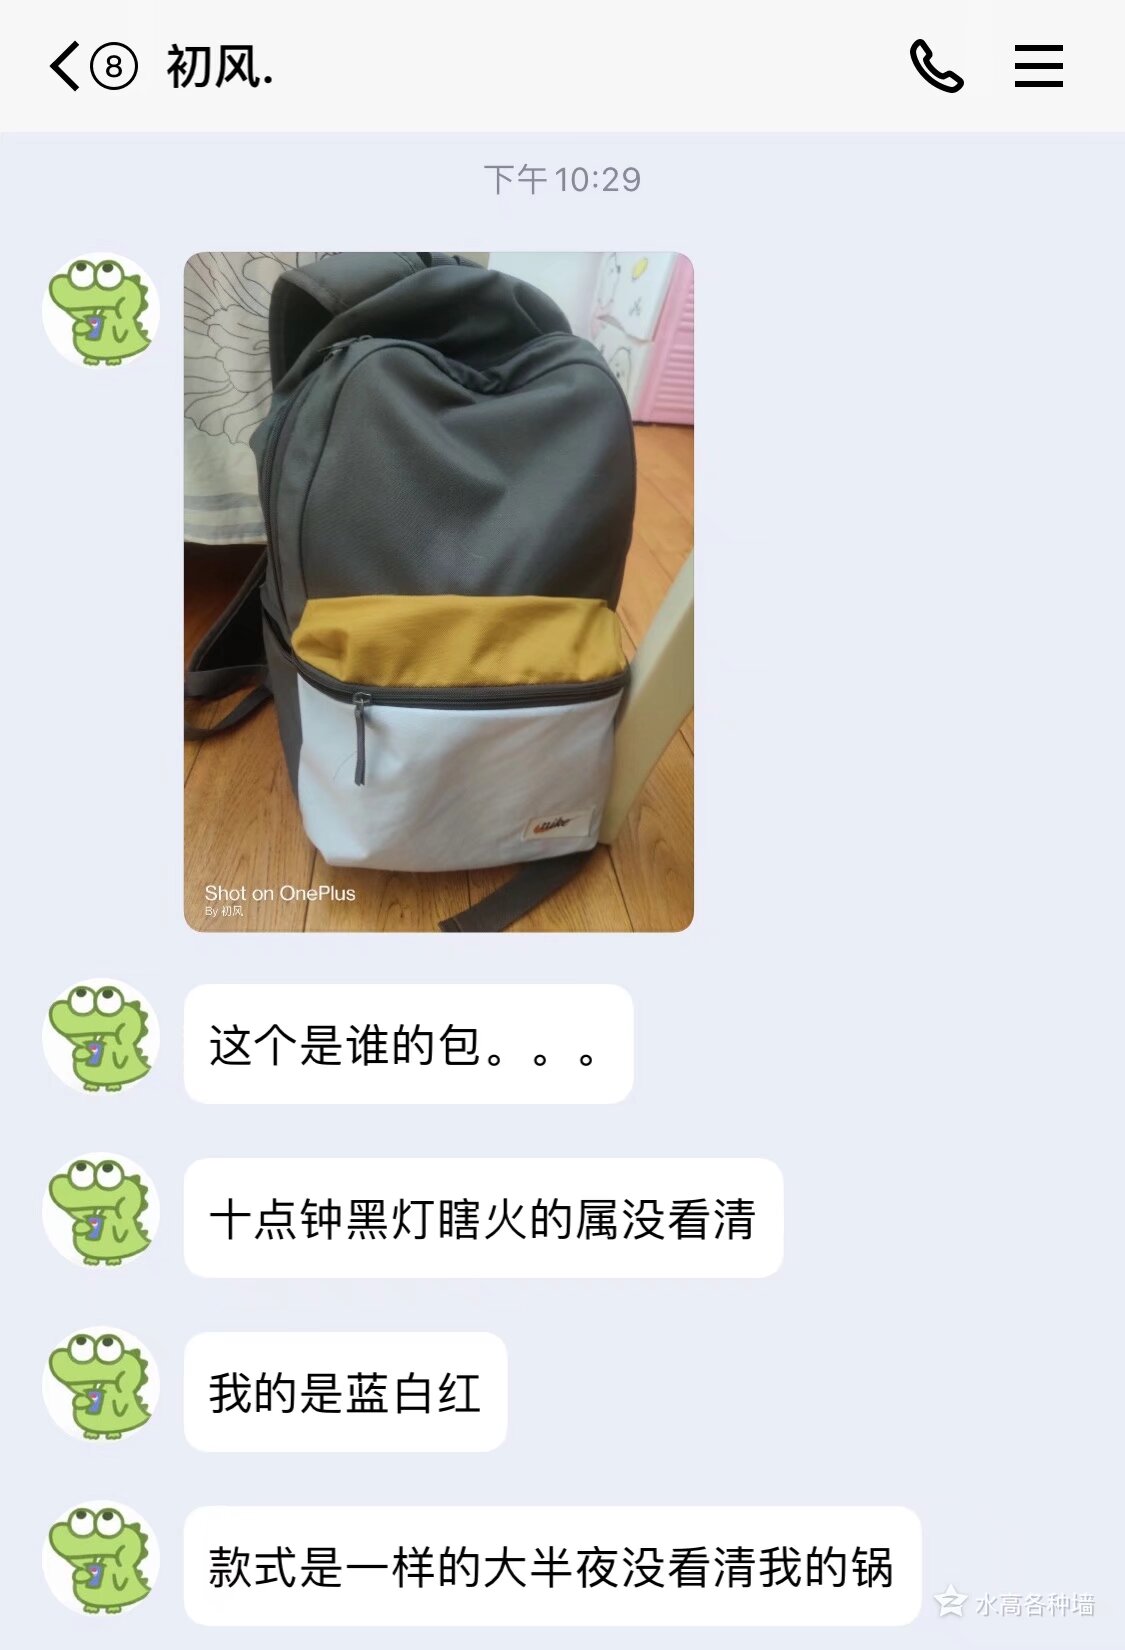 8
初风.
下午10:29
nike
Shot on OnePlus
By 初风
这个是谁的包。。。
十点钟黑灯瞎火的属没看清
我的是蓝白红
款式是一样的大半夜没看清我的锅
水高各种墙